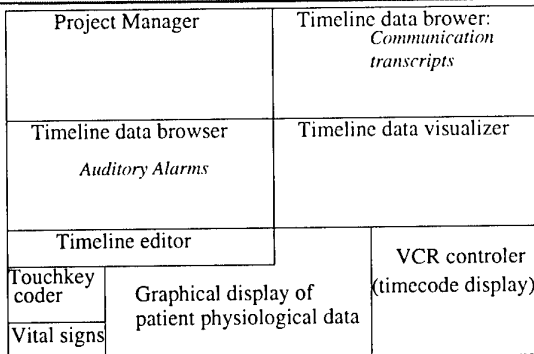 Project Manager
Timeline data brower:
Communication
transcripts
Timeline data browser
Auditory Alarms
Timeline data visualizer
Timeline editor
Touchkey
coder
Vital signs
Graphical display of
patient physiological data
VCR controler
(timecode display)